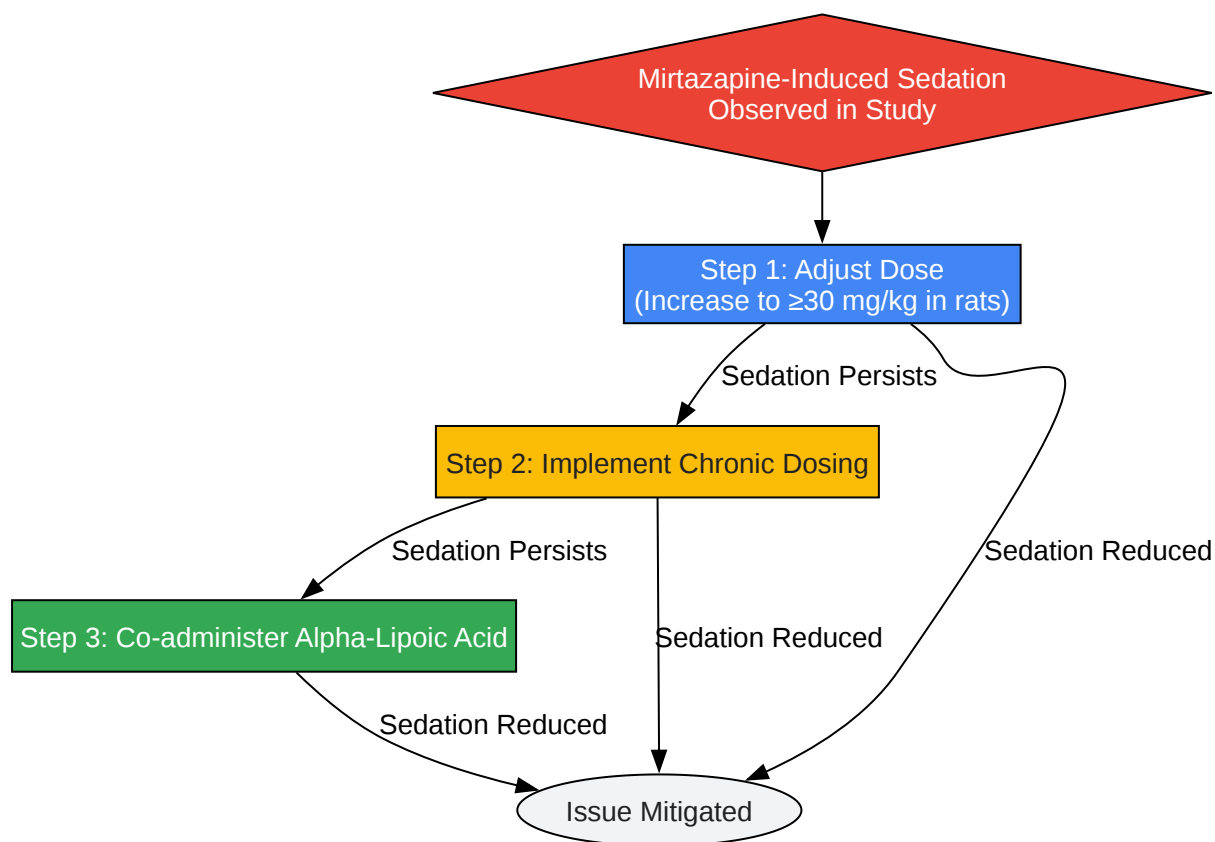 Mirtazapine-Induced Sedation
Observed in Study
Step 1: Adjust Dose
(Increase to ≥30 mg/kg in rats)
Sedation Persists
Step 2: Implement Chronic Dosing
Sedation Persists
Sedation Reduced
Step 3: Co-administer Alpha-Lipoic Acid
Sedation Reduced
Sedation Reduced
Issue Mitigated